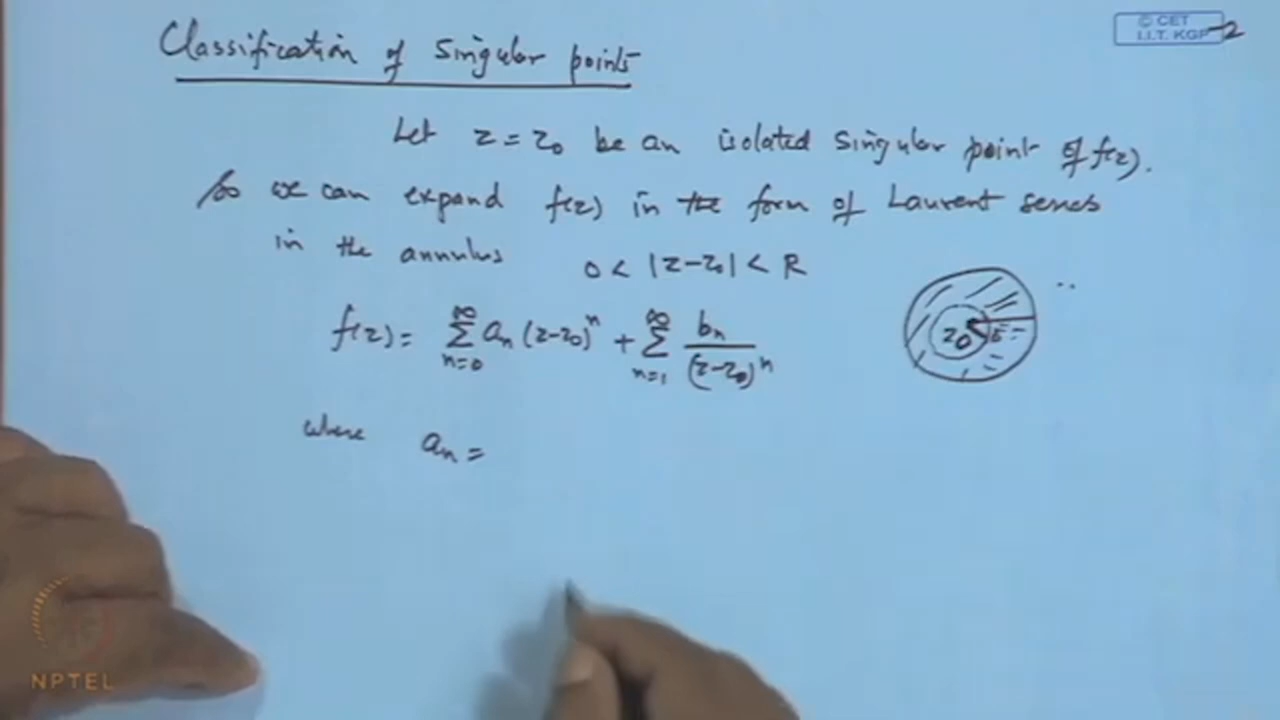 © CET
I.I.T. KGP
2
Classification of Singular points
Let z = z₀ be an isolated singular point of f(z).
So we can expand f(z) in the form of Laurent series
in the annulus 0 < |z-z₀| < R
f(z) = ∑_{n=0}^{∞} aₙ (z-z₀)ⁿ + ∑_{n=1}^{∞} bₙ/(z-z₀)ⁿ
z₀
where aₙ =
NPTEL